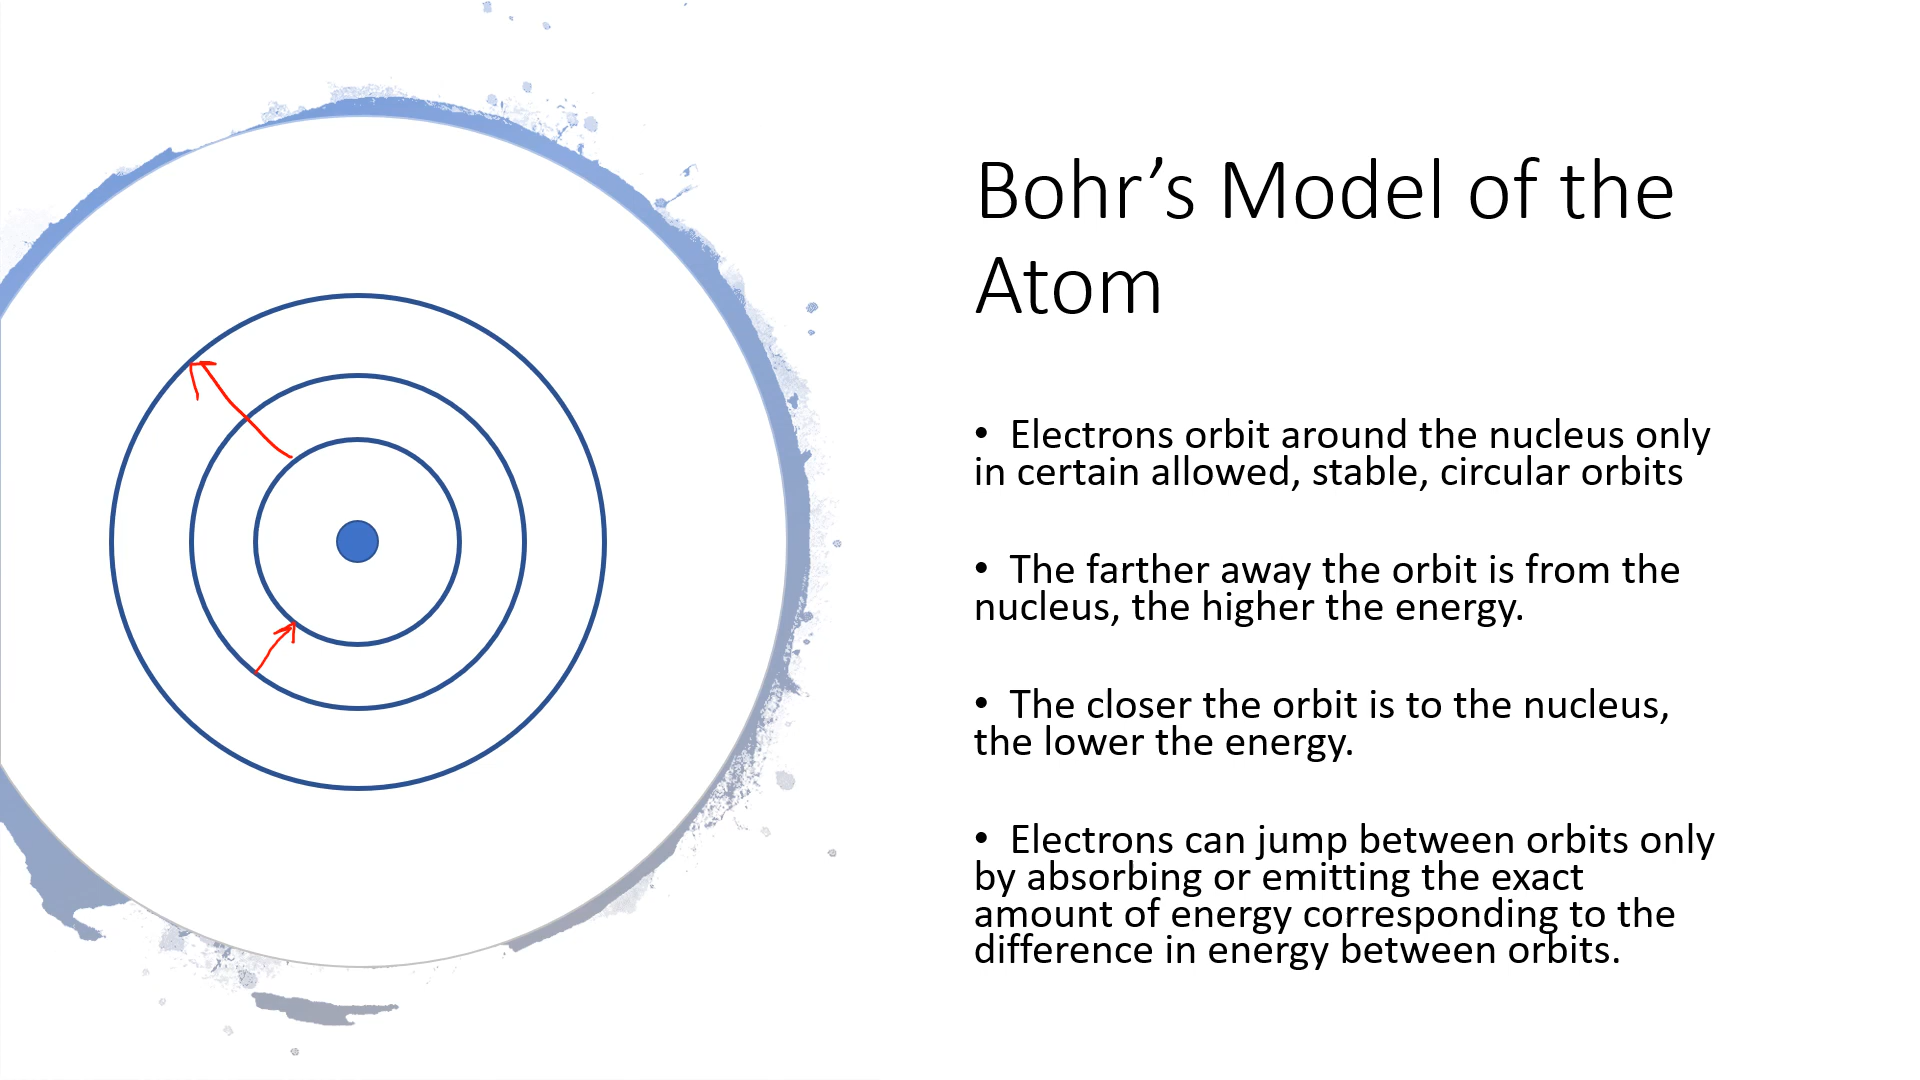 Bohr’s Model of the
Atom
• Electrons orbit around the nucleus only
in certain allowed, stable, circular orbits
• The farther away the orbit is from the
nucleus, the higher the energy.
• The closer the orbit is to the nucleus,
the lower the energy.
• Electrons can jump between orbits only
by absorbing or emitting the exact
amount of energy corresponding to the
difference in energy between orbits.